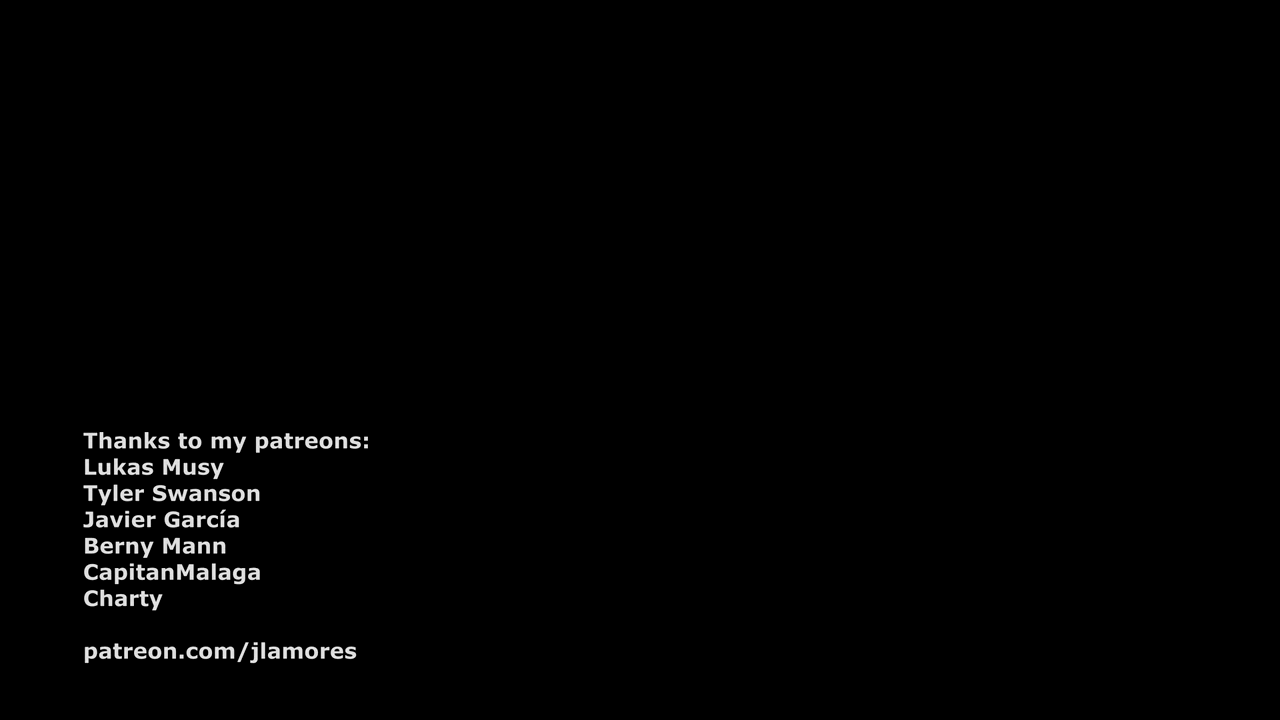 Thanks to my patreons:
Lukas Musy
Tyler Swanson
Javier García
Berny Mann
CapitanMalaga
Charty
patreon.com/jlamores